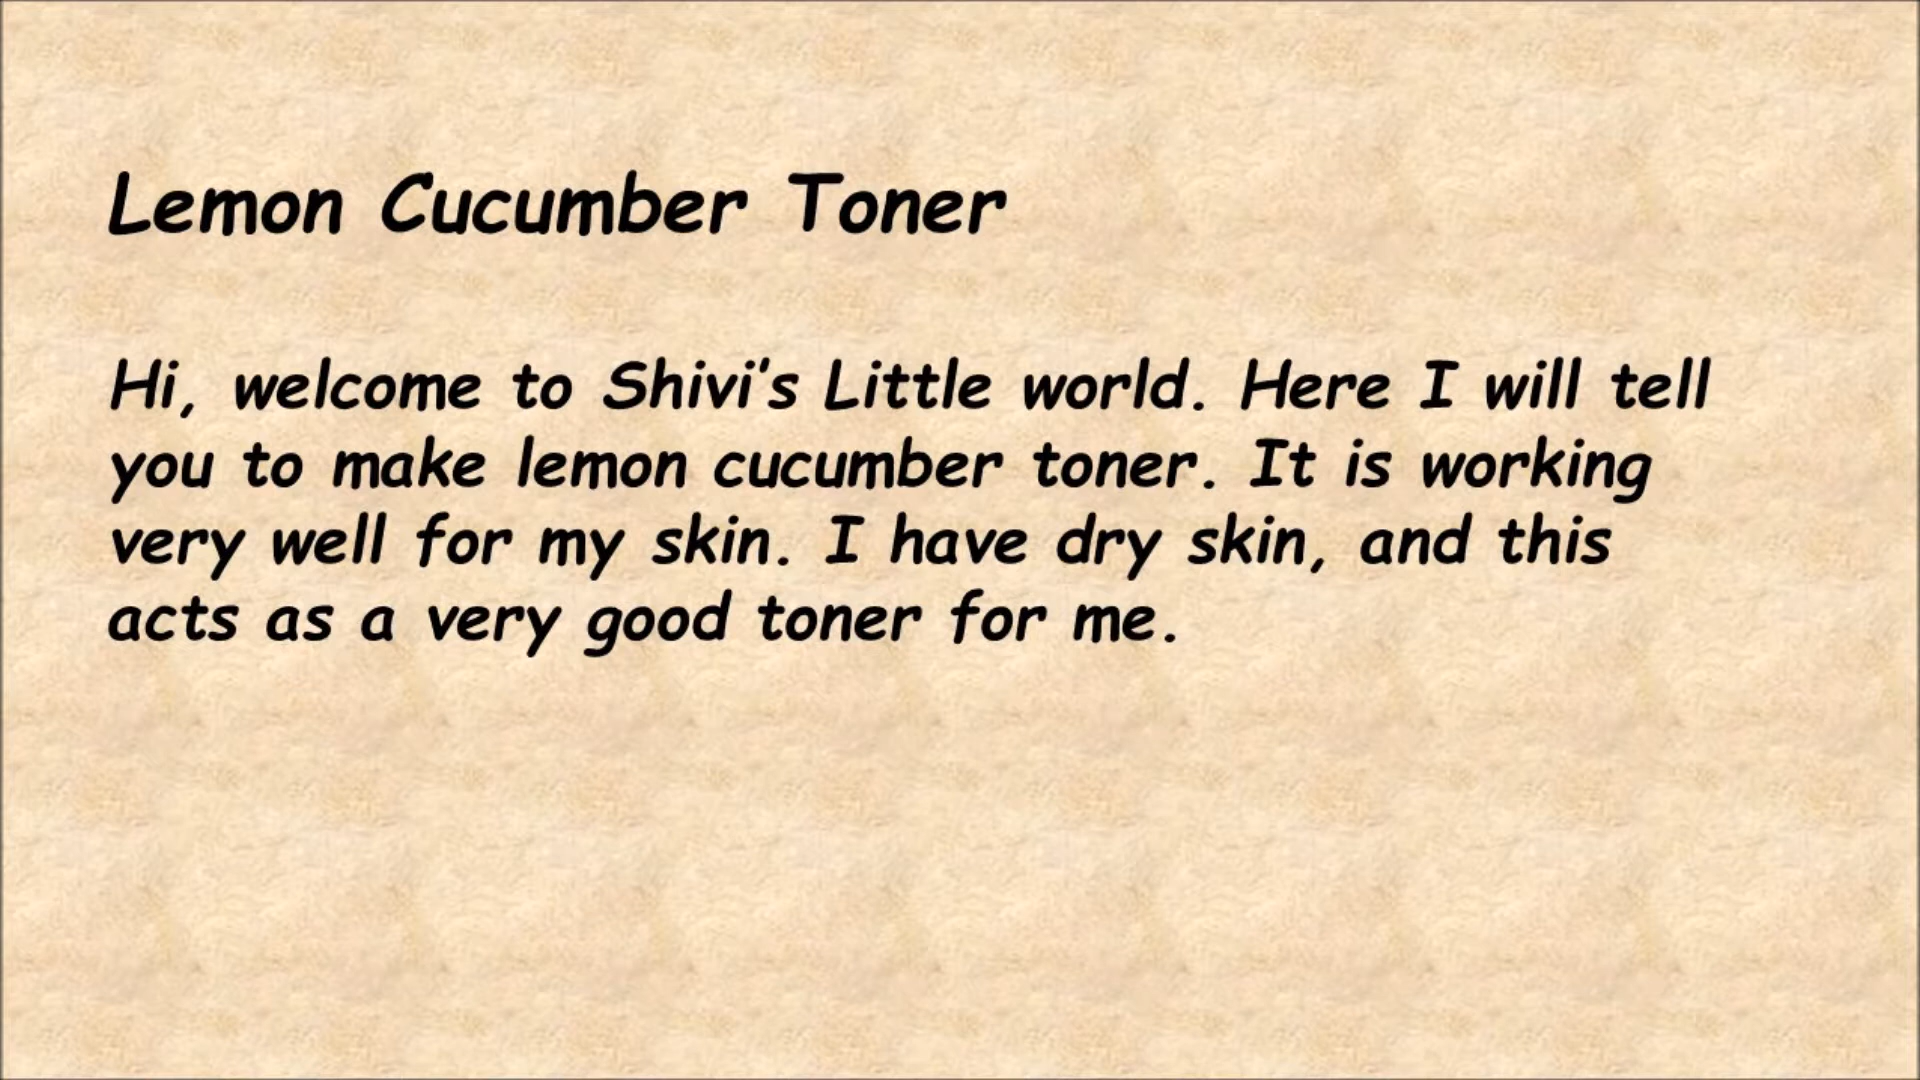 Lemon Cucumber Toner
Hi, welcome to Shivi's Little world. Here I will tell
you to make lemon cucumber toner. It is working
very well for my skin. I have dry skin, and this
acts as a very good toner for me.